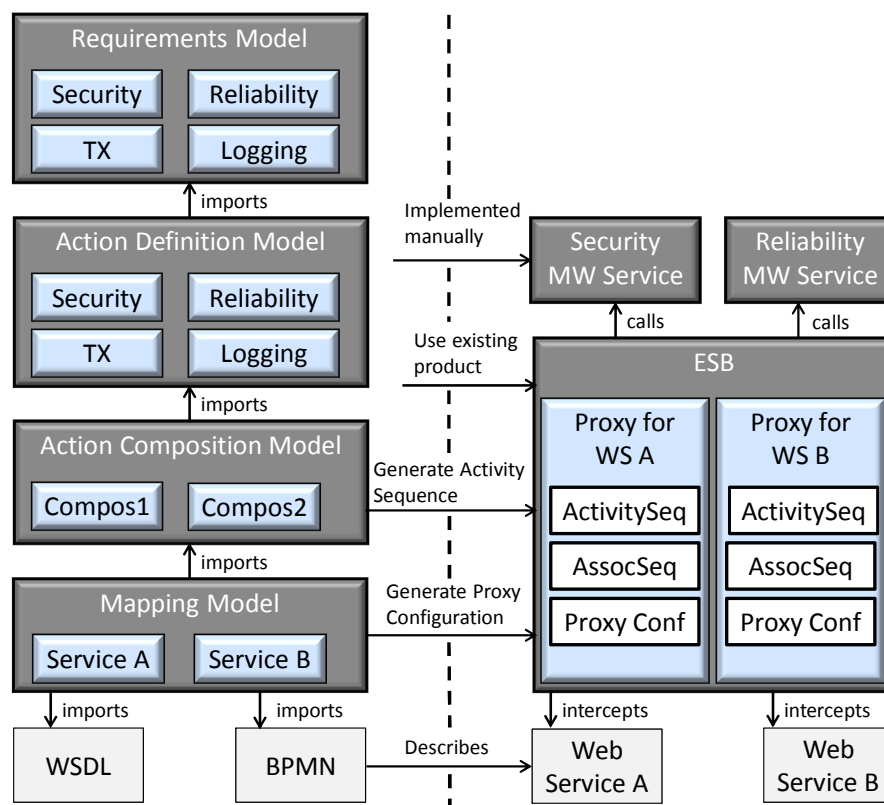 Requirements Model
Security
Reliability
TX
Logging
imports
Action Definition Model
Security
Reliability
TX
Logging
imports
Action Composition Model
Compos1
Compos2
imports
Mapping Model
Service A
Service B
imports
imports
WSDL
BPMN
Implemented
manually
Use existing
product
Generate Activity
Sequence
Generate Proxy
Configuration
Describes
Security
MW Service
Reliability
MW Service
calls
calls
ESB
Proxy for
WS A
ActivitySeq
AssocSeq
Proxy Conf
Proxy for
WS B
ActivitySeq
AssocSeq
Proxy Conf
intercepts
intercepts
Web
Service A
Web
Service B